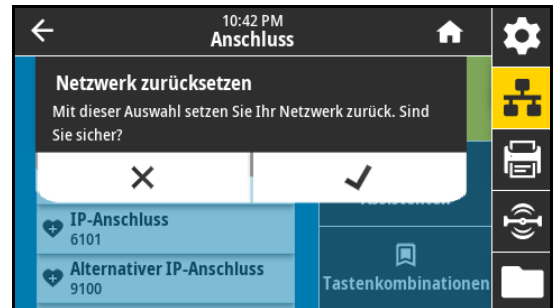 10:42 PM
Anschluss
Netzwerk zurücksetzen
Mit dieser Auswahl setzen Sie Ihr Netzwerk zurück. Sind
Sie sicher?
IP-Anschluss
6101
Alternativer IP-Anschluss
9100
Tastenkombinationen